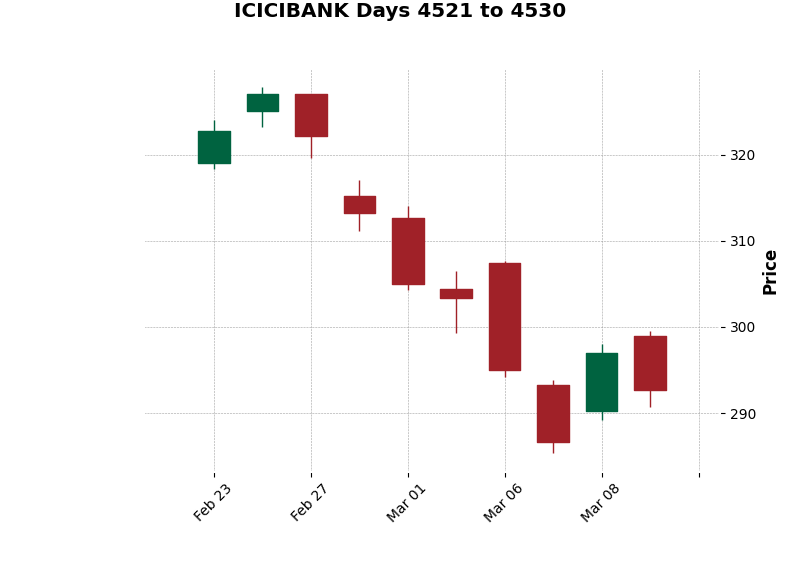 ICICIBANK Days 4521 to 4530
320
310
300
290
Price
Feb 23
Feb 27
Mar 01
Mar 06
Mar 08